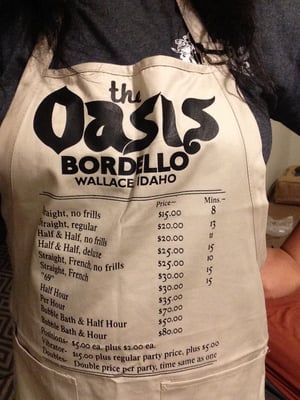 the
Oasis
BORDELLO
WALLACE IDAHO
Price~ Mins.~
aight, no frills $15.00 8
Straight, regular $20.00 13
Half & Half, no frills $20.00 11
Half & Half, deluxe $25.00 15
Straight, French, no frills $25.00 10
Straight, French $30.00 15
"69" $30.00 15
Half Hour $35.00
Per Hour $70.00
Bubble Bath & Half Hour $50.00
Bubble Bath & Hour $80.00
Positions- $5.00 ea. plus $2.00 ea.
Vibrator- $15.00 plus regular party price, plus $5.00
Doubles- Double price per party, time same as one